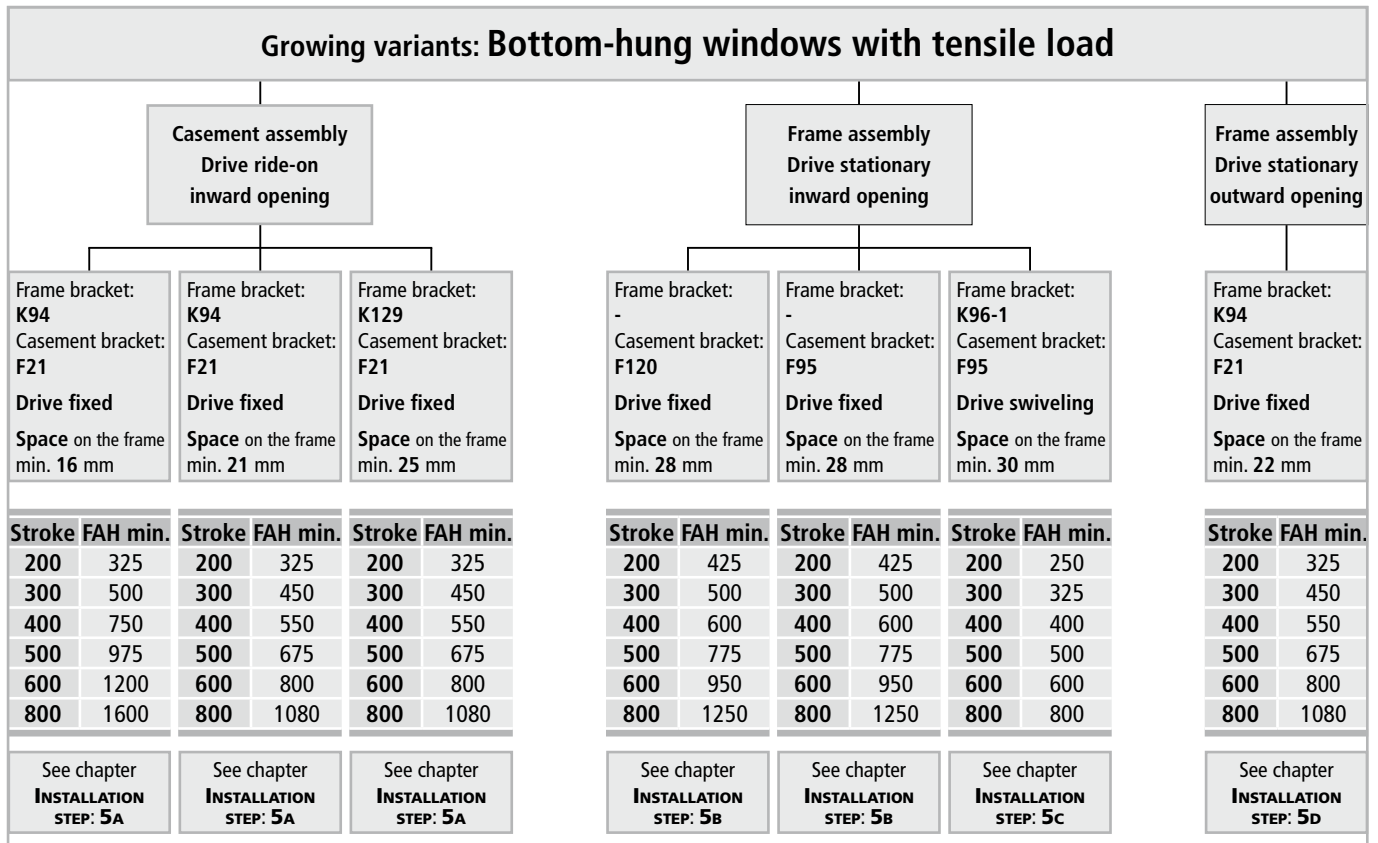 Growing variants: Bottom-hung windows with tensile load
Casement assembly
Drive ride-on
inward opening
Frame bracket:
K94
Casement bracket:
F21
Drive fixed
Space on the frame
min. 16 mm
Frame bracket:
K94
Casement bracket:
F21
Drive fixed
Space on the frame
min. 21 mm
Frame bracket:
K129
Casement bracket:
F21
Drive fixed
Space on the frame
min. 25 mm
Stroke FAH min. Stroke FAH min. Stroke FAH min.
200 325 200 325 200 325
300 500 300 450 300 450
400 750 400 550 400 550
500 975 500 675 500 675
600 1200 600 800 600 800
800 1600 800 1080 800 1080
See chapter
INSTALLATION
STEP: 5A
See chapter
INSTALLATION
STEP: 5A
See chapter
INSTALLATION
STEP: 5A
Frame assembly
Drive stationary
inward opening
Frame bracket:
-
Casement bracket:
F120
Drive fixed
Space on the frame
min. 28 mm
Frame bracket:
-
Casement bracket:
F95
Drive fixed
Space on the frame
min. 28 mm
Frame bracket:
K96-1
Casement bracket:
F95
Drive swiveling
Space on the frame
min. 30 mm
Stroke FAH min. Stroke FAH min. Stroke FAH min.
200 425 200 425 200 250
300 500 300 500 300 325
400 600 400 600 400 400
500 775 500 775 500 500
600 950 600 950 600 600
800 1250 800 1250 800 800
See chapter
INSTALLATION
STEP: 5B
See chapter
INSTALLATION
STEP: 5B
See chapter
INSTALLATION
STEP: 5C
Frame assembly
Drive stationary
outward opening
Frame bracket:
K94
Casement bracket:
F21
Drive fixed
Space on the frame
min. 22 mm
Stroke FAH min.
200 325
300 450
400 550
500 675
600 800
800 1080
See chapter
INSTALLATION
STEP: 5D